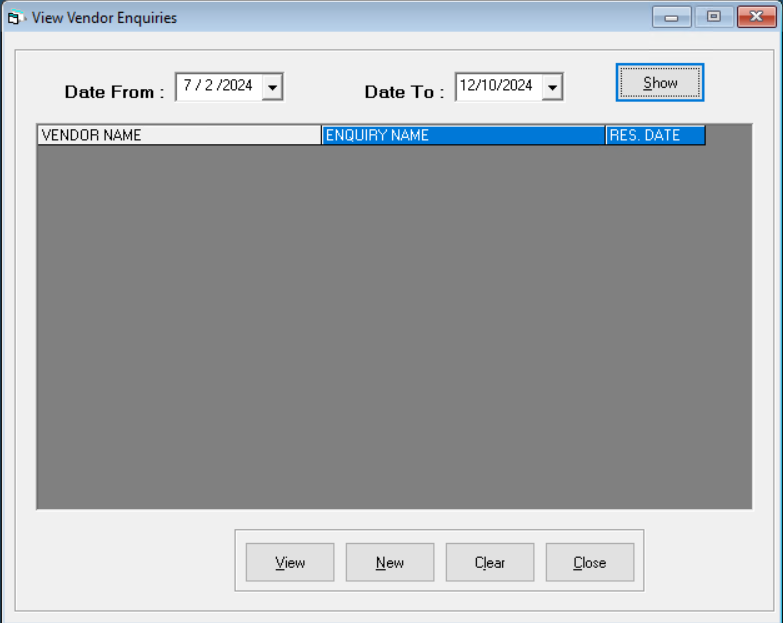 View Vendor Enquiries
Date From : 7 / 2 /2024 Date To : 12/10/2024 Show
VENDOR NAME ENQUIRY NAME RES. DATE
View New Clear Close